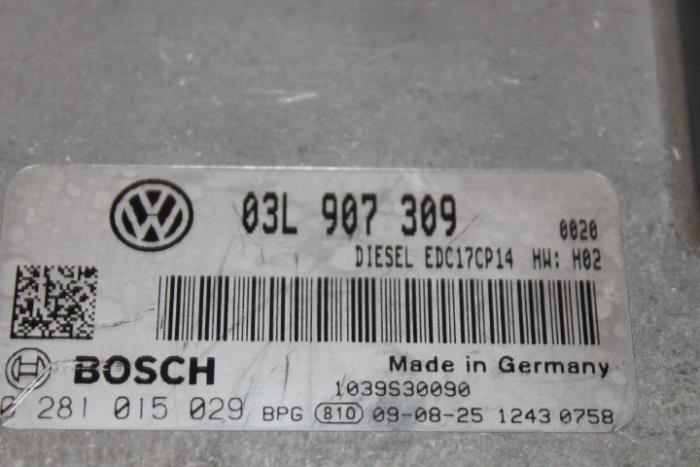 03L 907 309
0020
DIESEL EDC17CP14 HW: H02
BOSCH
Made in Germany
1039S30090
0 281 015 029 BPG 810 09-08-25 1243 0758